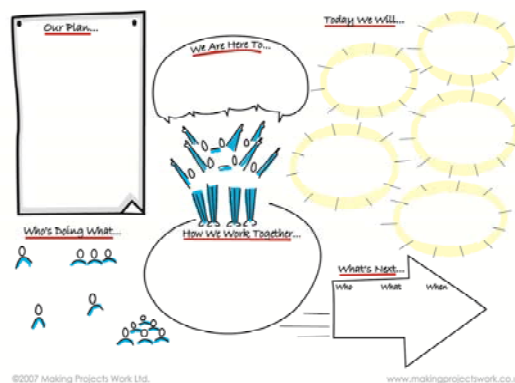 Our Plan...
We Are Here To...
Today We Will...
Who's Doing What...
How We Work Together...
What's Next...
Who What When
©2007 Making Projects Work Ltd.
www.makingprojectswork.co.